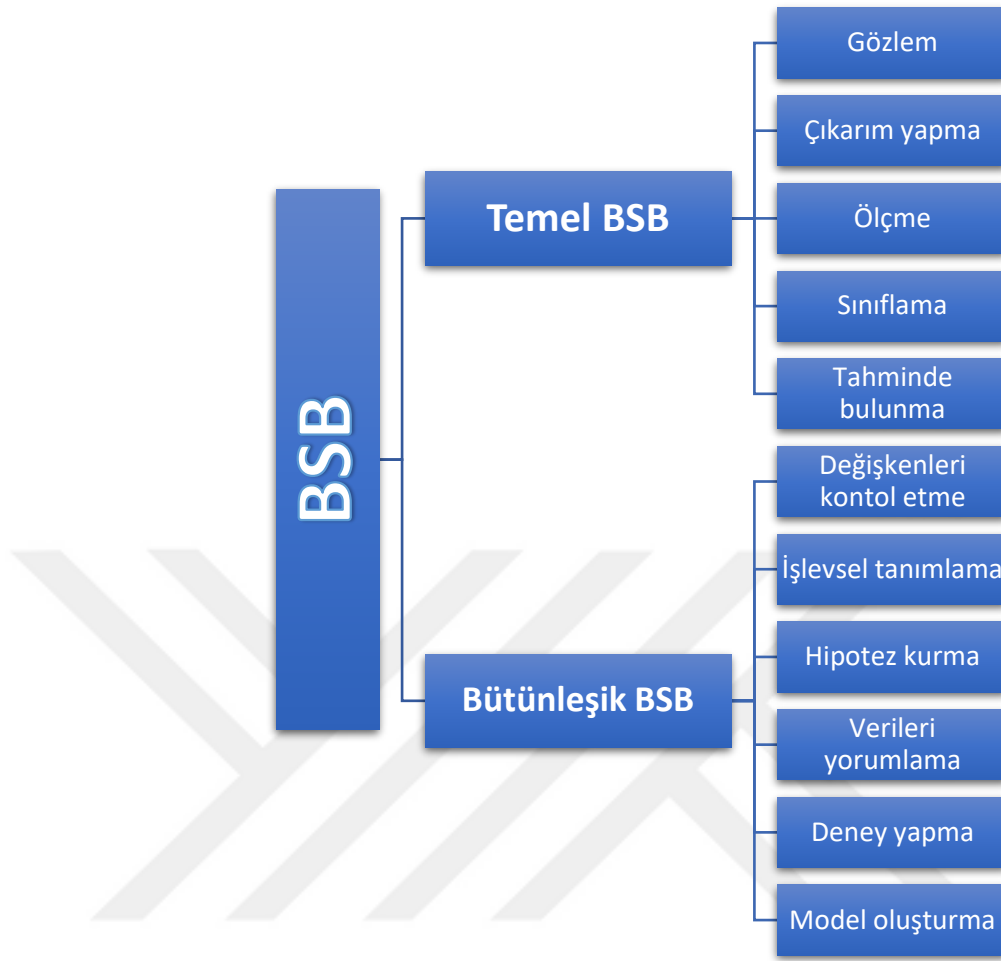 BSB
Temel BSB
Gözlem
Çıkarım yapma
Ölçme
Sınıflama
Tahminde
bulunma
Bütünleşik BSB
Değişkenleri
kontol etme
İşlevsel tanımlama
Hipotez kurma
Verileri
yorumlama
Deney yapma
Model oluşturma